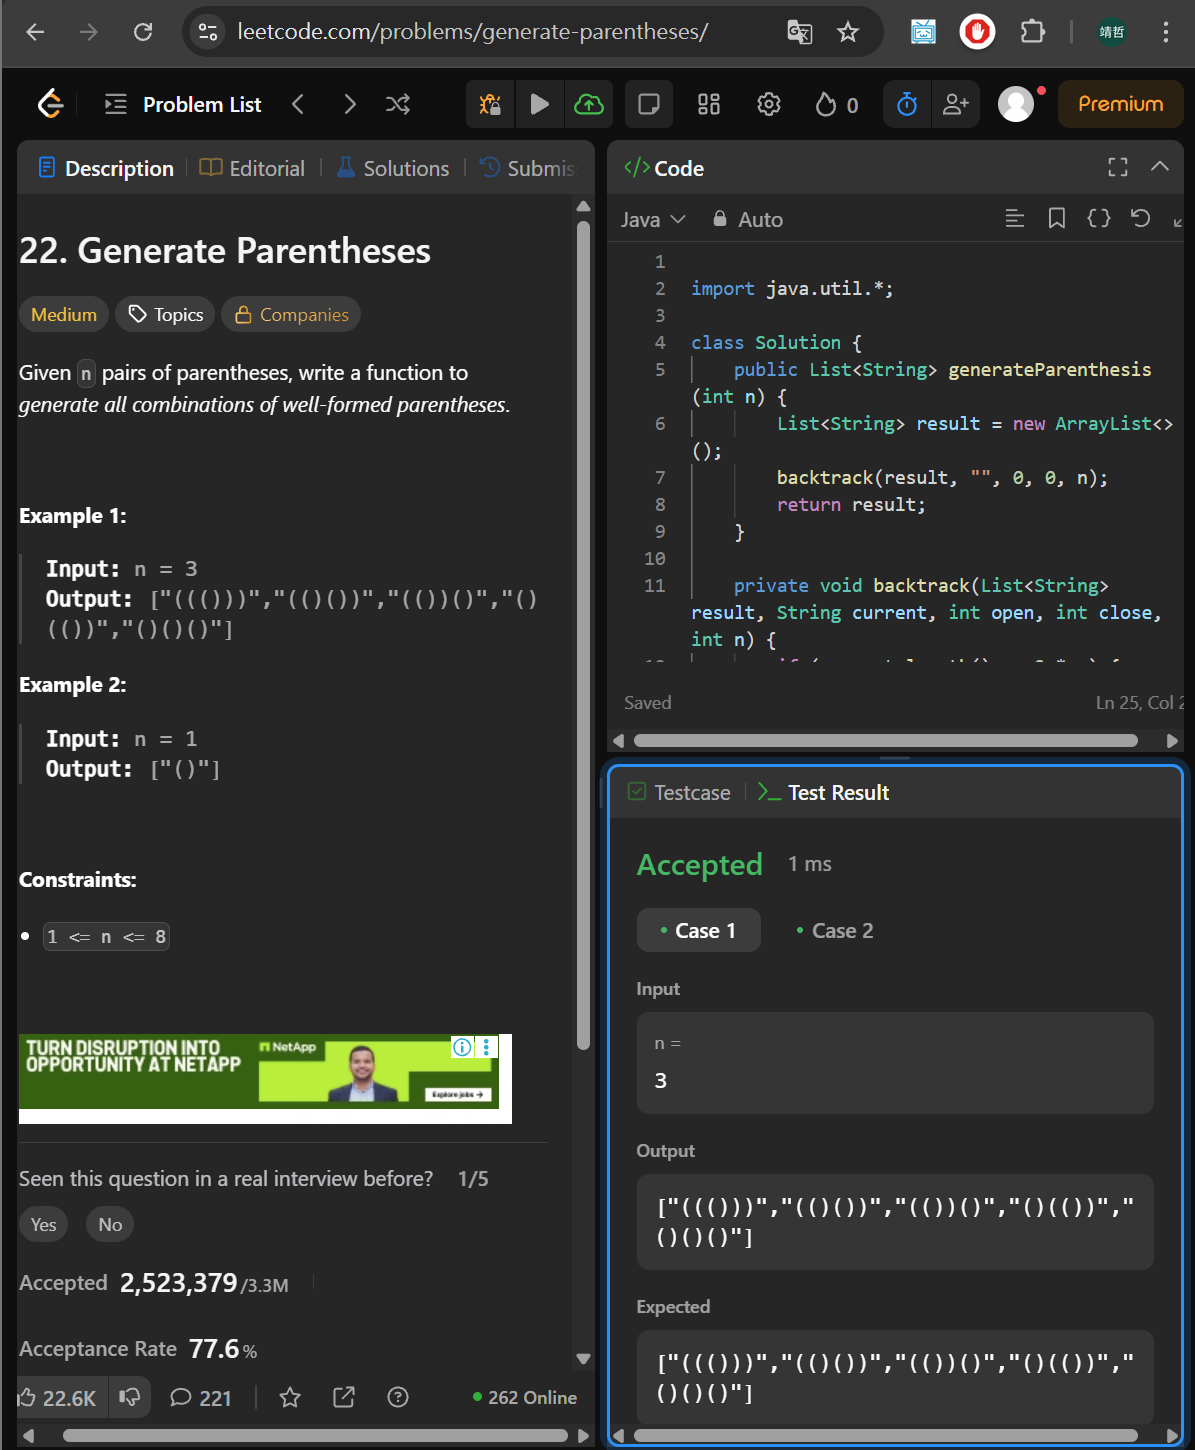 leetcode.com/problems/generate-parentheses/
靖哲
Problem List
0
Premium
Description
Editorial
Solutions
Submis
22. Generate Parentheses
Medium
Topics
Companies
Given n pairs of parentheses, write a function to
generate all combinations of well-formed parentheses.
Example 1:
Input: n = 3
Output: ["((()))","(()())","(())()","()
(())","()()()"]
Example 2:
Input: n = 1
Output: ["()"]
Constraints:
1 <= n <= 8
TURN DISRUPTION INTO
OPPORTUNITY AT NETAPP
NetApp
Explore jobs →
Seen this question in a real interview before? 1/5
Yes
No
Accepted 2,523,379/3.3M
Acceptance Rate 77.6%
22.6K
221
262 Online
</>Code
Java
Auto
1
2 import java.util.*;
3
4 class Solution {
5 public List<String> generateParenthesis
(int n) {
6 List<String> result = new ArrayList<>
();
7 backtrack(result, "", 0, 0, n);
8 return result;
9 }
10
11 private void backtrack(List<String>
result, String current, int open, int close,
int n) {
Saved
Ln 25, Col 2
Testcase
Test Result
Accepted 1 ms
Case 1
Case 2
Input
n =
3
Output
["((()))","(()())","(())()","()(())","
()()()"]
Expected
["((()))","(()())","(())()","()(())","
()()()"]